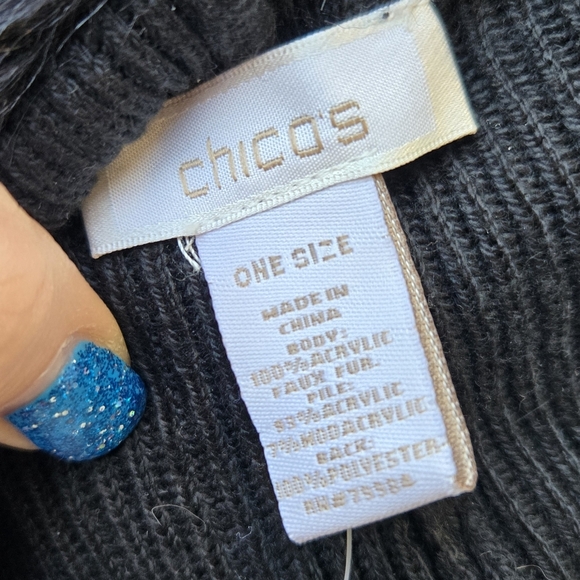 chico's
ONE SIZE
MADE IN
CHINA
BODY:
100% ACRYLIC
FAUX FUR
PILE:
93% ACRYLIC
7% MODACRYLIC
BACK:
100% POLYESTER